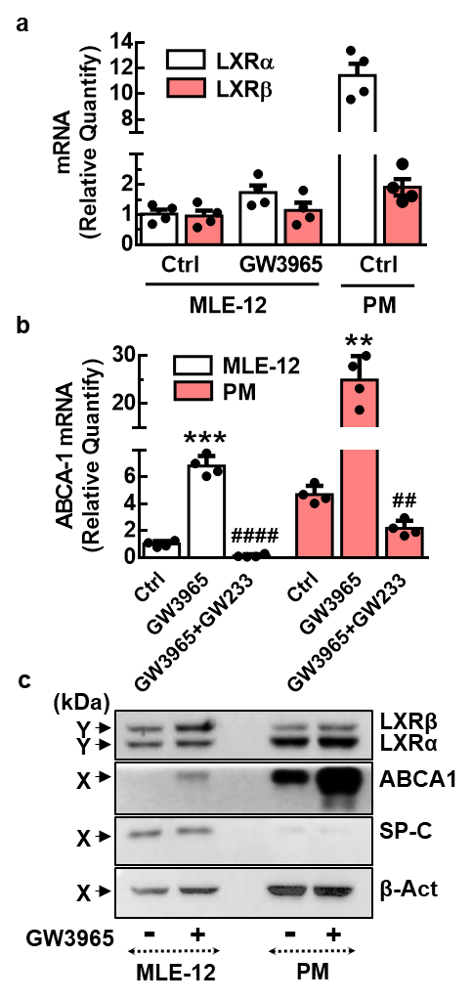 a
mRNA
(Relative Quantify)
14
12
10
8
2
1
0
LXRα
LXRβ
Ctrl
GW3965
Ctrl
MLE-12
PM
b
ABCA-1 mRNA
(Relative Quantify)
30
20
6
4
2
0
MLE-12
PM
***
####
**
##
Ctrl
GW3965
GW3965+GW233
Ctrl
GW3965
GW3965+GW233
c
(kDa)
Y
LXRβ
Y
LXRα
X
ABCA1
X
SP-C
X
β-Act
GW3965
- + - +
MLE-12
PM